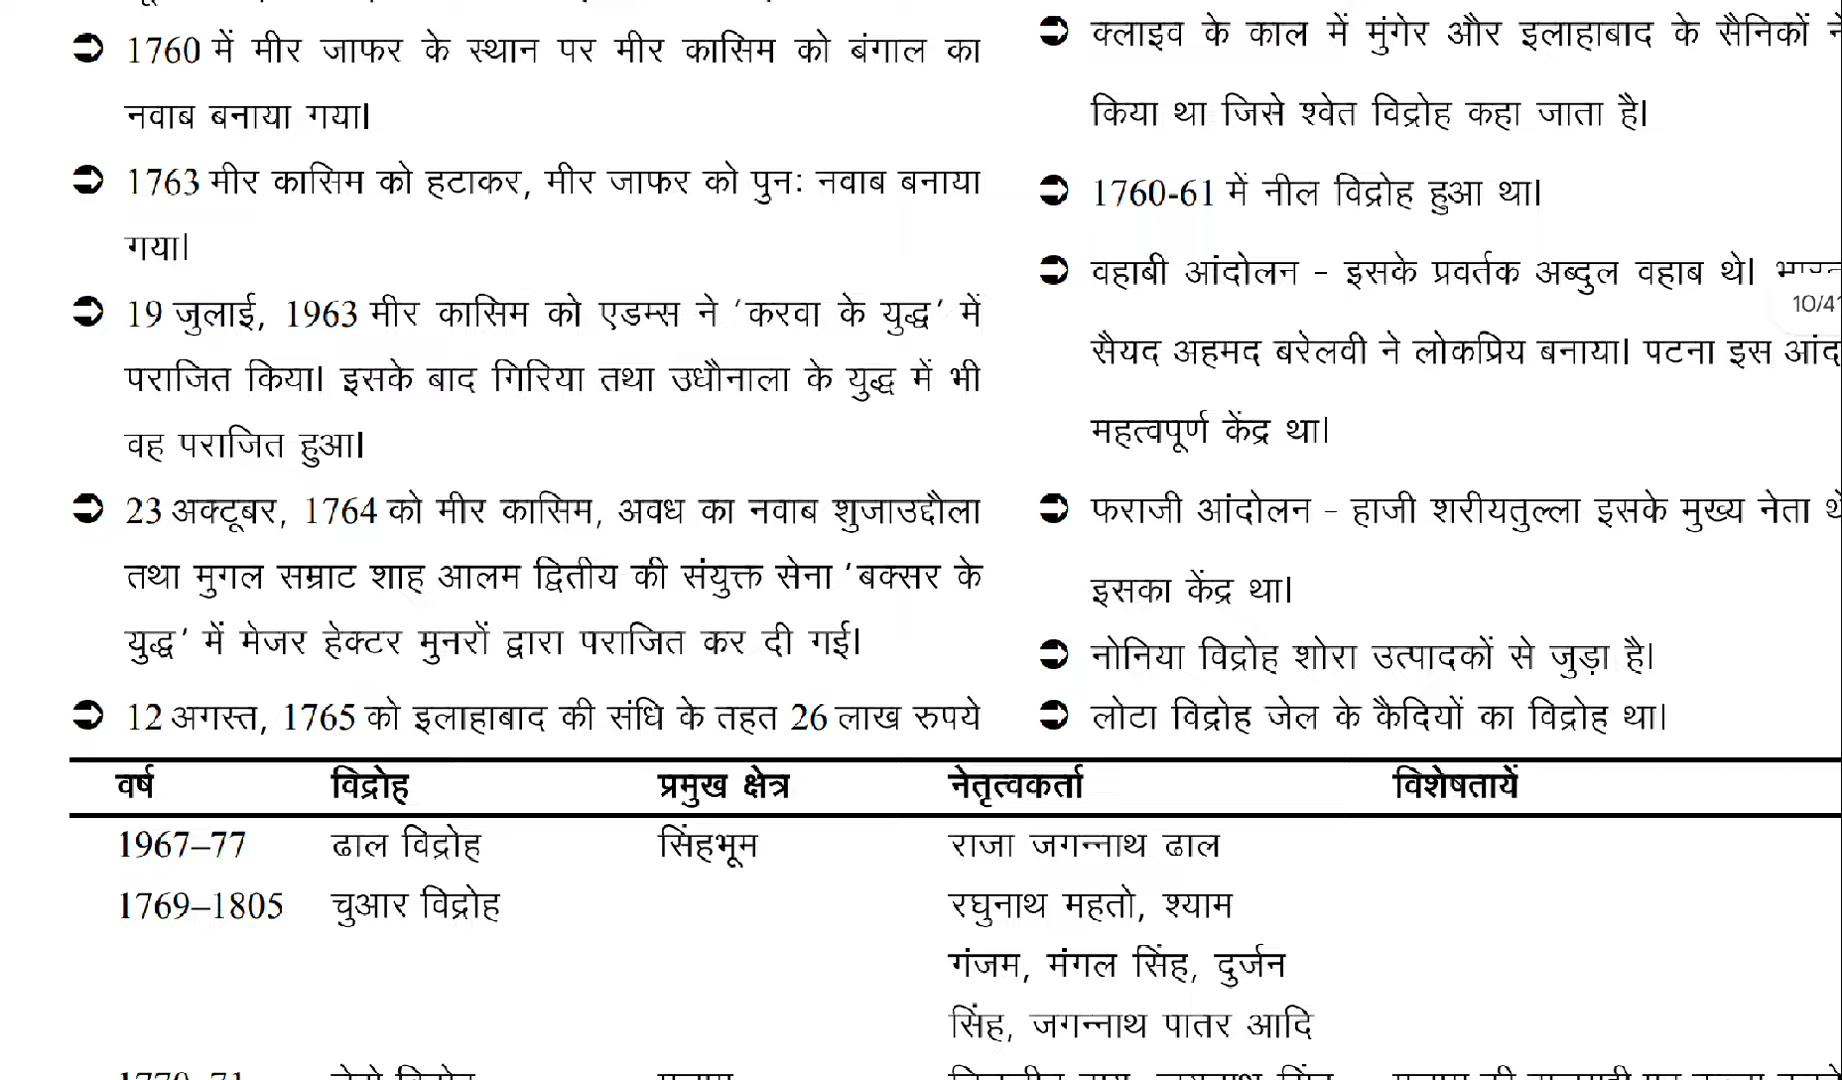 ➲ 1760 में मीर जाफर के स्थान पर मीर कासिम को बंगाल का
नवाब बनाया गया।
➲ 1763 मीर कासिम को हटाकर, मीर जाफर को पुनः नवाब बनाया
गया।
➲ 19 जुलाई, 1963 मीर कासिम को एडम्स ने ‘करवा के युद्ध’ में
पराजित किया। इसके बाद गिरिया तथा उधौनाला के युद्ध में भी
वह पराजित हुआ।
➲ 23 अक्टूबर, 1764 को मीर कासिम, अवध का नवाब शुजाउद्दौला
तथा मुगल सम्राट शाह आलम द्वितीय की संयुक्त सेना ‘बक्सर के
युद्ध’ में मेजर हेक्टर मुनरों द्वारा पराजित कर दी गई।
➲ 12 अगस्त, 1765 को इलाहाबाद की संधि के तहत 26 लाख रुपये
➲ क्लाइव के काल में मुंगेर और इलाहाबाद के सैनिकों
किया था जिसे श्वेत विद्रोह कहा जाता है।
➲ 1760-61 में नील विद्रोह हुआ था।
➲ वहाबी आंदोलन - इसके प्रवर्तक अब्दुल वहाब थे।
सैयद अहमद बरेलवी ने लोकप्रिय बनाया। पटना इस
महत्वपूर्ण केंद्र था।
➲ फराजी आंदोलन - हाजी शरीयतुल्ला इसके मुख्य नेता
इसका केंद्र था।
➲ नोनिया विद्रोह शोरा उत्पादकों से जुड़ा है।
➲ लोटा विद्रोह जेल के कैदियों का विद्रोह था।
10/41
वर्ष विद्रोह प्रमुख क्षेत्र नेतृत्वकर्ता विशेषतायें
1967–77 ढाल विद्रोह सिंहभूम राजा जगन्नाथ ढाल
1769–1805 चुआर विद्रोह रघुनाथ महतो, श्याम
गंजम, मंगल सिंह, दुर्जन
सिंह, जगन्नाथ पातर आदि